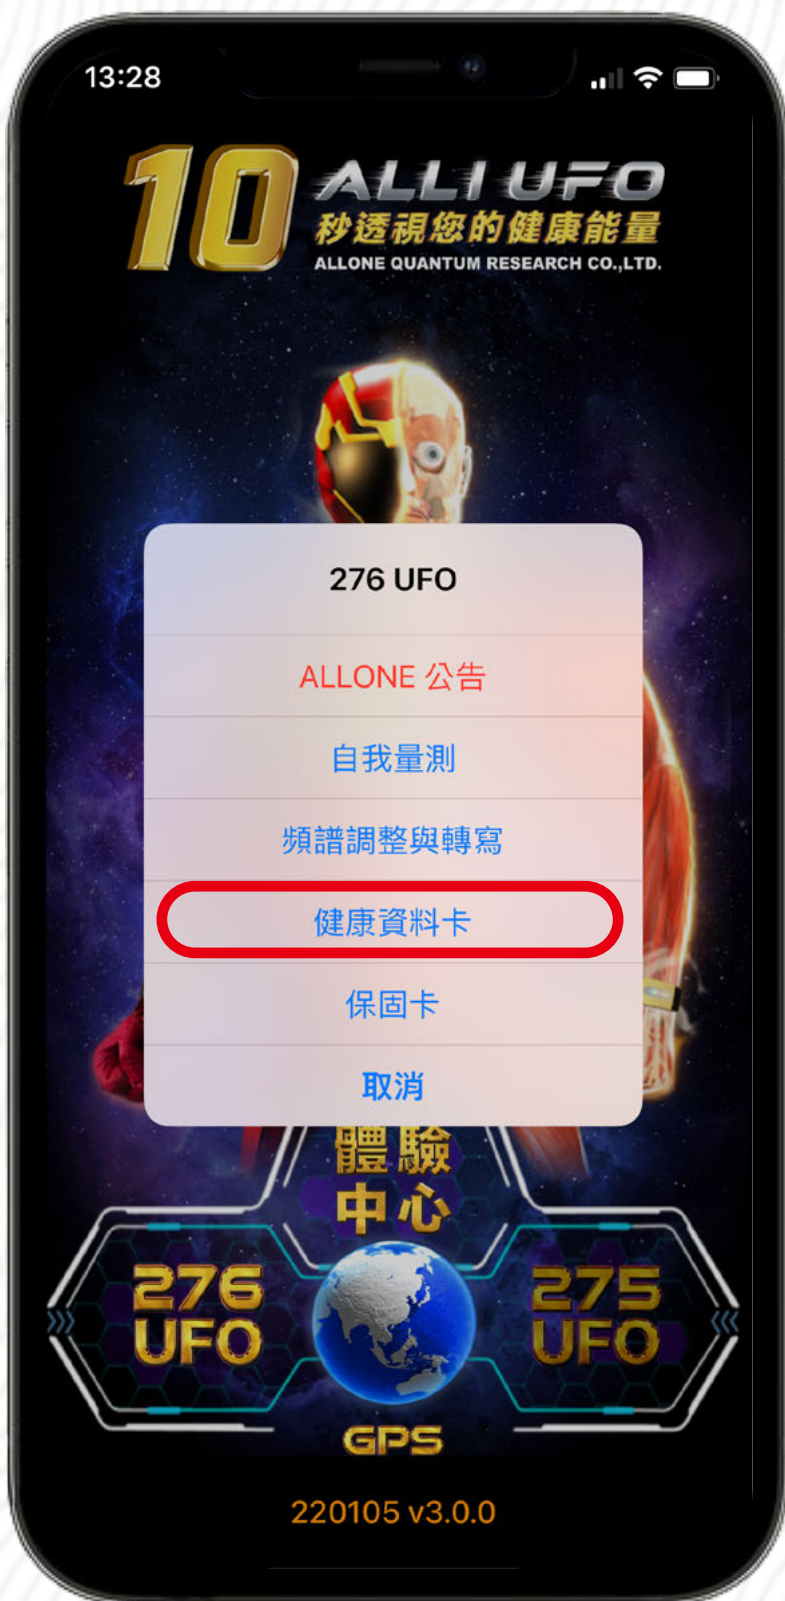 13:28
10
ALLI UFO
秒透視您的健康能量
ALLONE QUANTUM RESEARCH CO.,LTD.
276 UFO
ALLONE 公告
自我量測
頻譜調整與轉寫
健康資料卡
保固卡
取消
體驗
中心
276
UFO
275
UFO
GPS
220105 v3.0.0